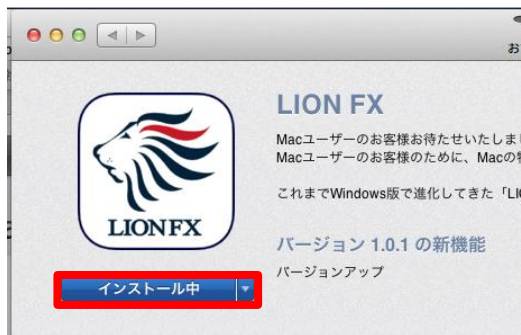 お
LION FX
Macユーザーのお客様お待たせいたしま
Macユーザーのお客様のために、Macの
これまでWindows版で進化してきた「LI
LIONFX
バージョン 1.0.1 の新機能
バージョンアップ
インストール中